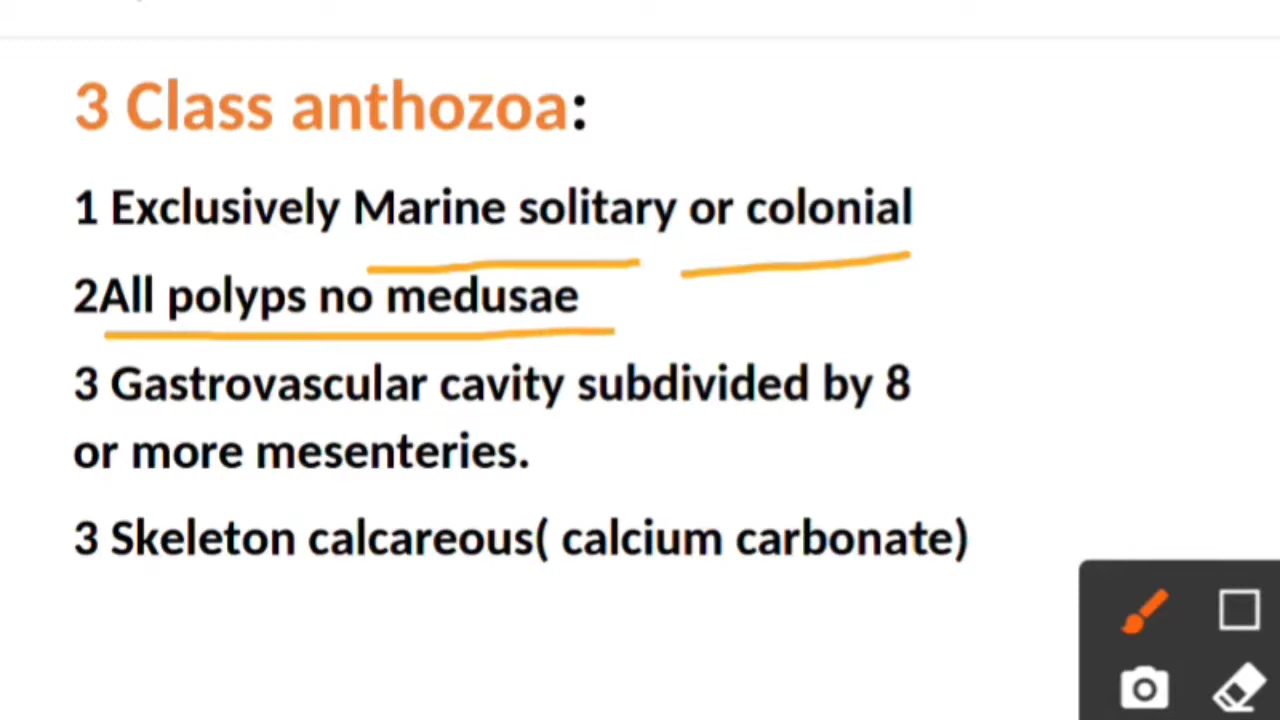 3 Class anthozoa:
1 Exclusively Marine solitary or colonial
2All polyps no medusae
3 Gastrovascular cavity subdivided by 8
or more mesenteries.
3 Skeleton calcareous( calcium carbonate)